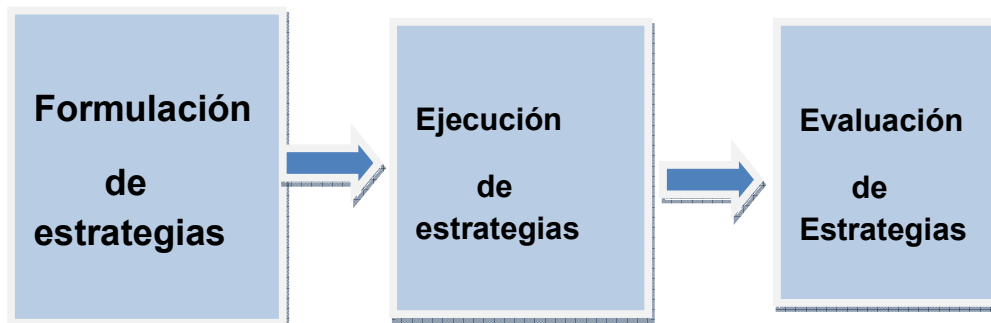 Formulación
de
estrategias
Ejecución
de
estrategias
Evaluación
de
Estrategias